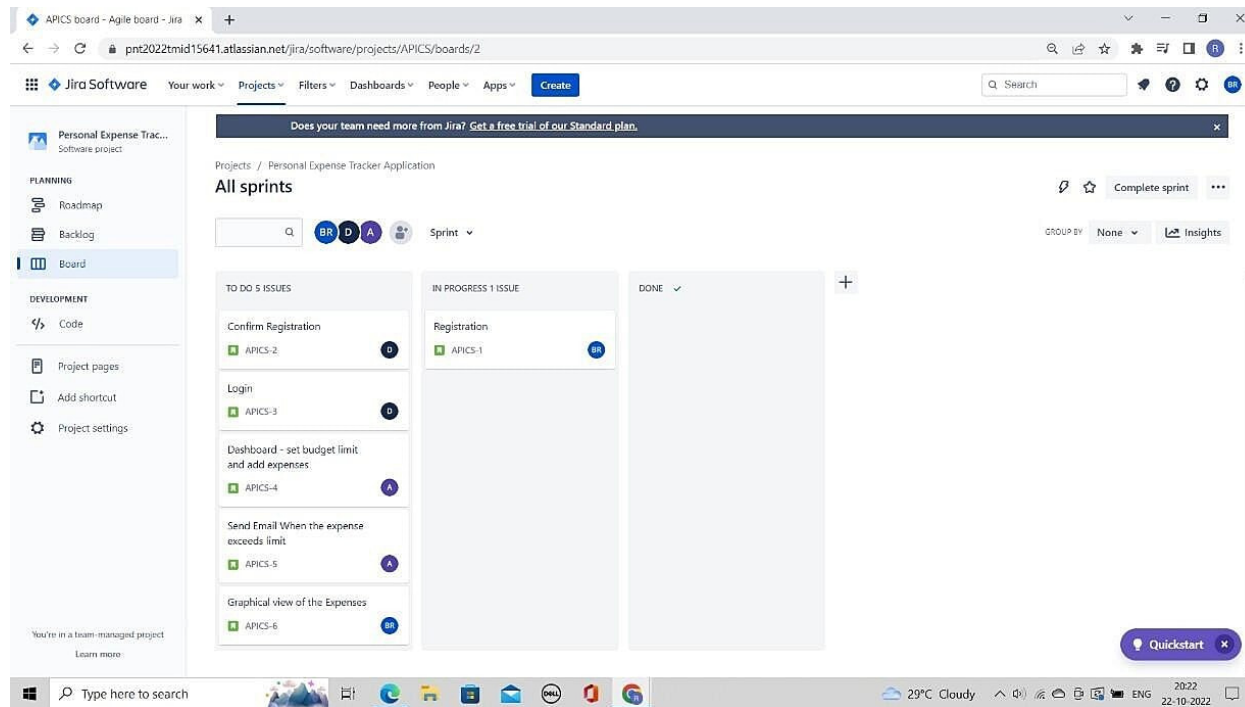 APICS board - Agile board - Jira
pnt2022tmid15641.atlassian.net/jira/software/projects/APICS/boards/2
R
Jira Software Your work Projects Filters Dashboards People Apps Create Search BR
Does your team need more from Jira? Get a free trial of our Standard plan.
Personal Expense Trac...
Software project
PLANNING
Roadmap
Backlog
Board
DEVELOPMENT
Code
Project pages
Add shortcut
Project settings
You're in a team-managed project
Learn more
Projects / Personal Expense Tracker Application
All sprints
Complete sprint
BR D A Sprint
GROUP BY None Insights
TO DO 5 ISSUES
Confirm Registration
APICS-2 D
Login
APICS-3 D
Dashboard - set budget limit
and add expenses
APICS-4 A
Send Email When the expense
exceeds limit
APICS-5 A
Graphical view of the Expenses
APICS-6 BR
IN PROGRESS 1 ISSUE
Registration
APICS-1 BR
DONE
Quickstart
Type here to search
DELL
29°C Cloudy
ENG
20:22
22-10-2022